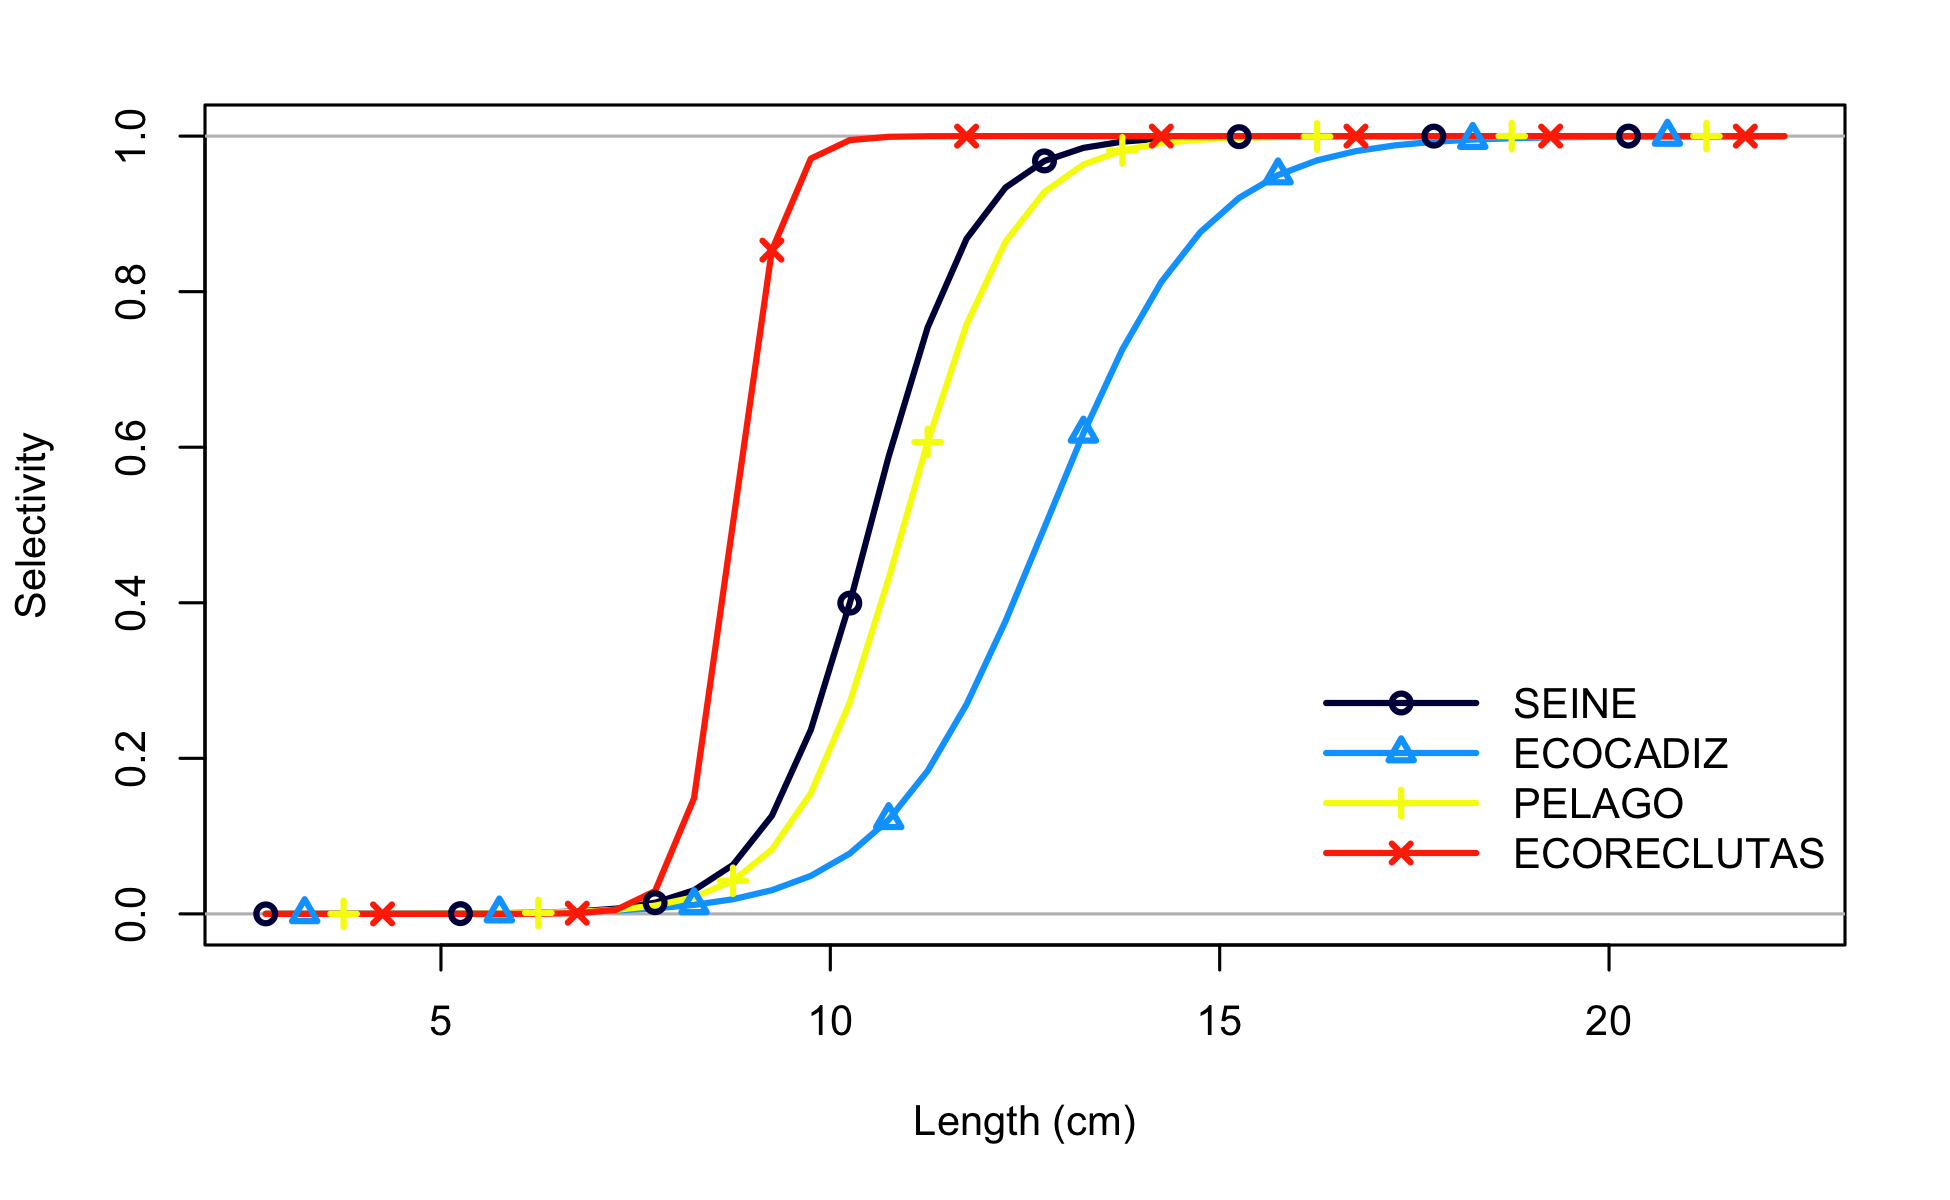 1.0
0.8
0.6
0.4
0.2
0.0
Selectivity
SEINE
ECOCADIZ
PELAGO
ECORECLUTAS
5 10 15 20
Length (cm)